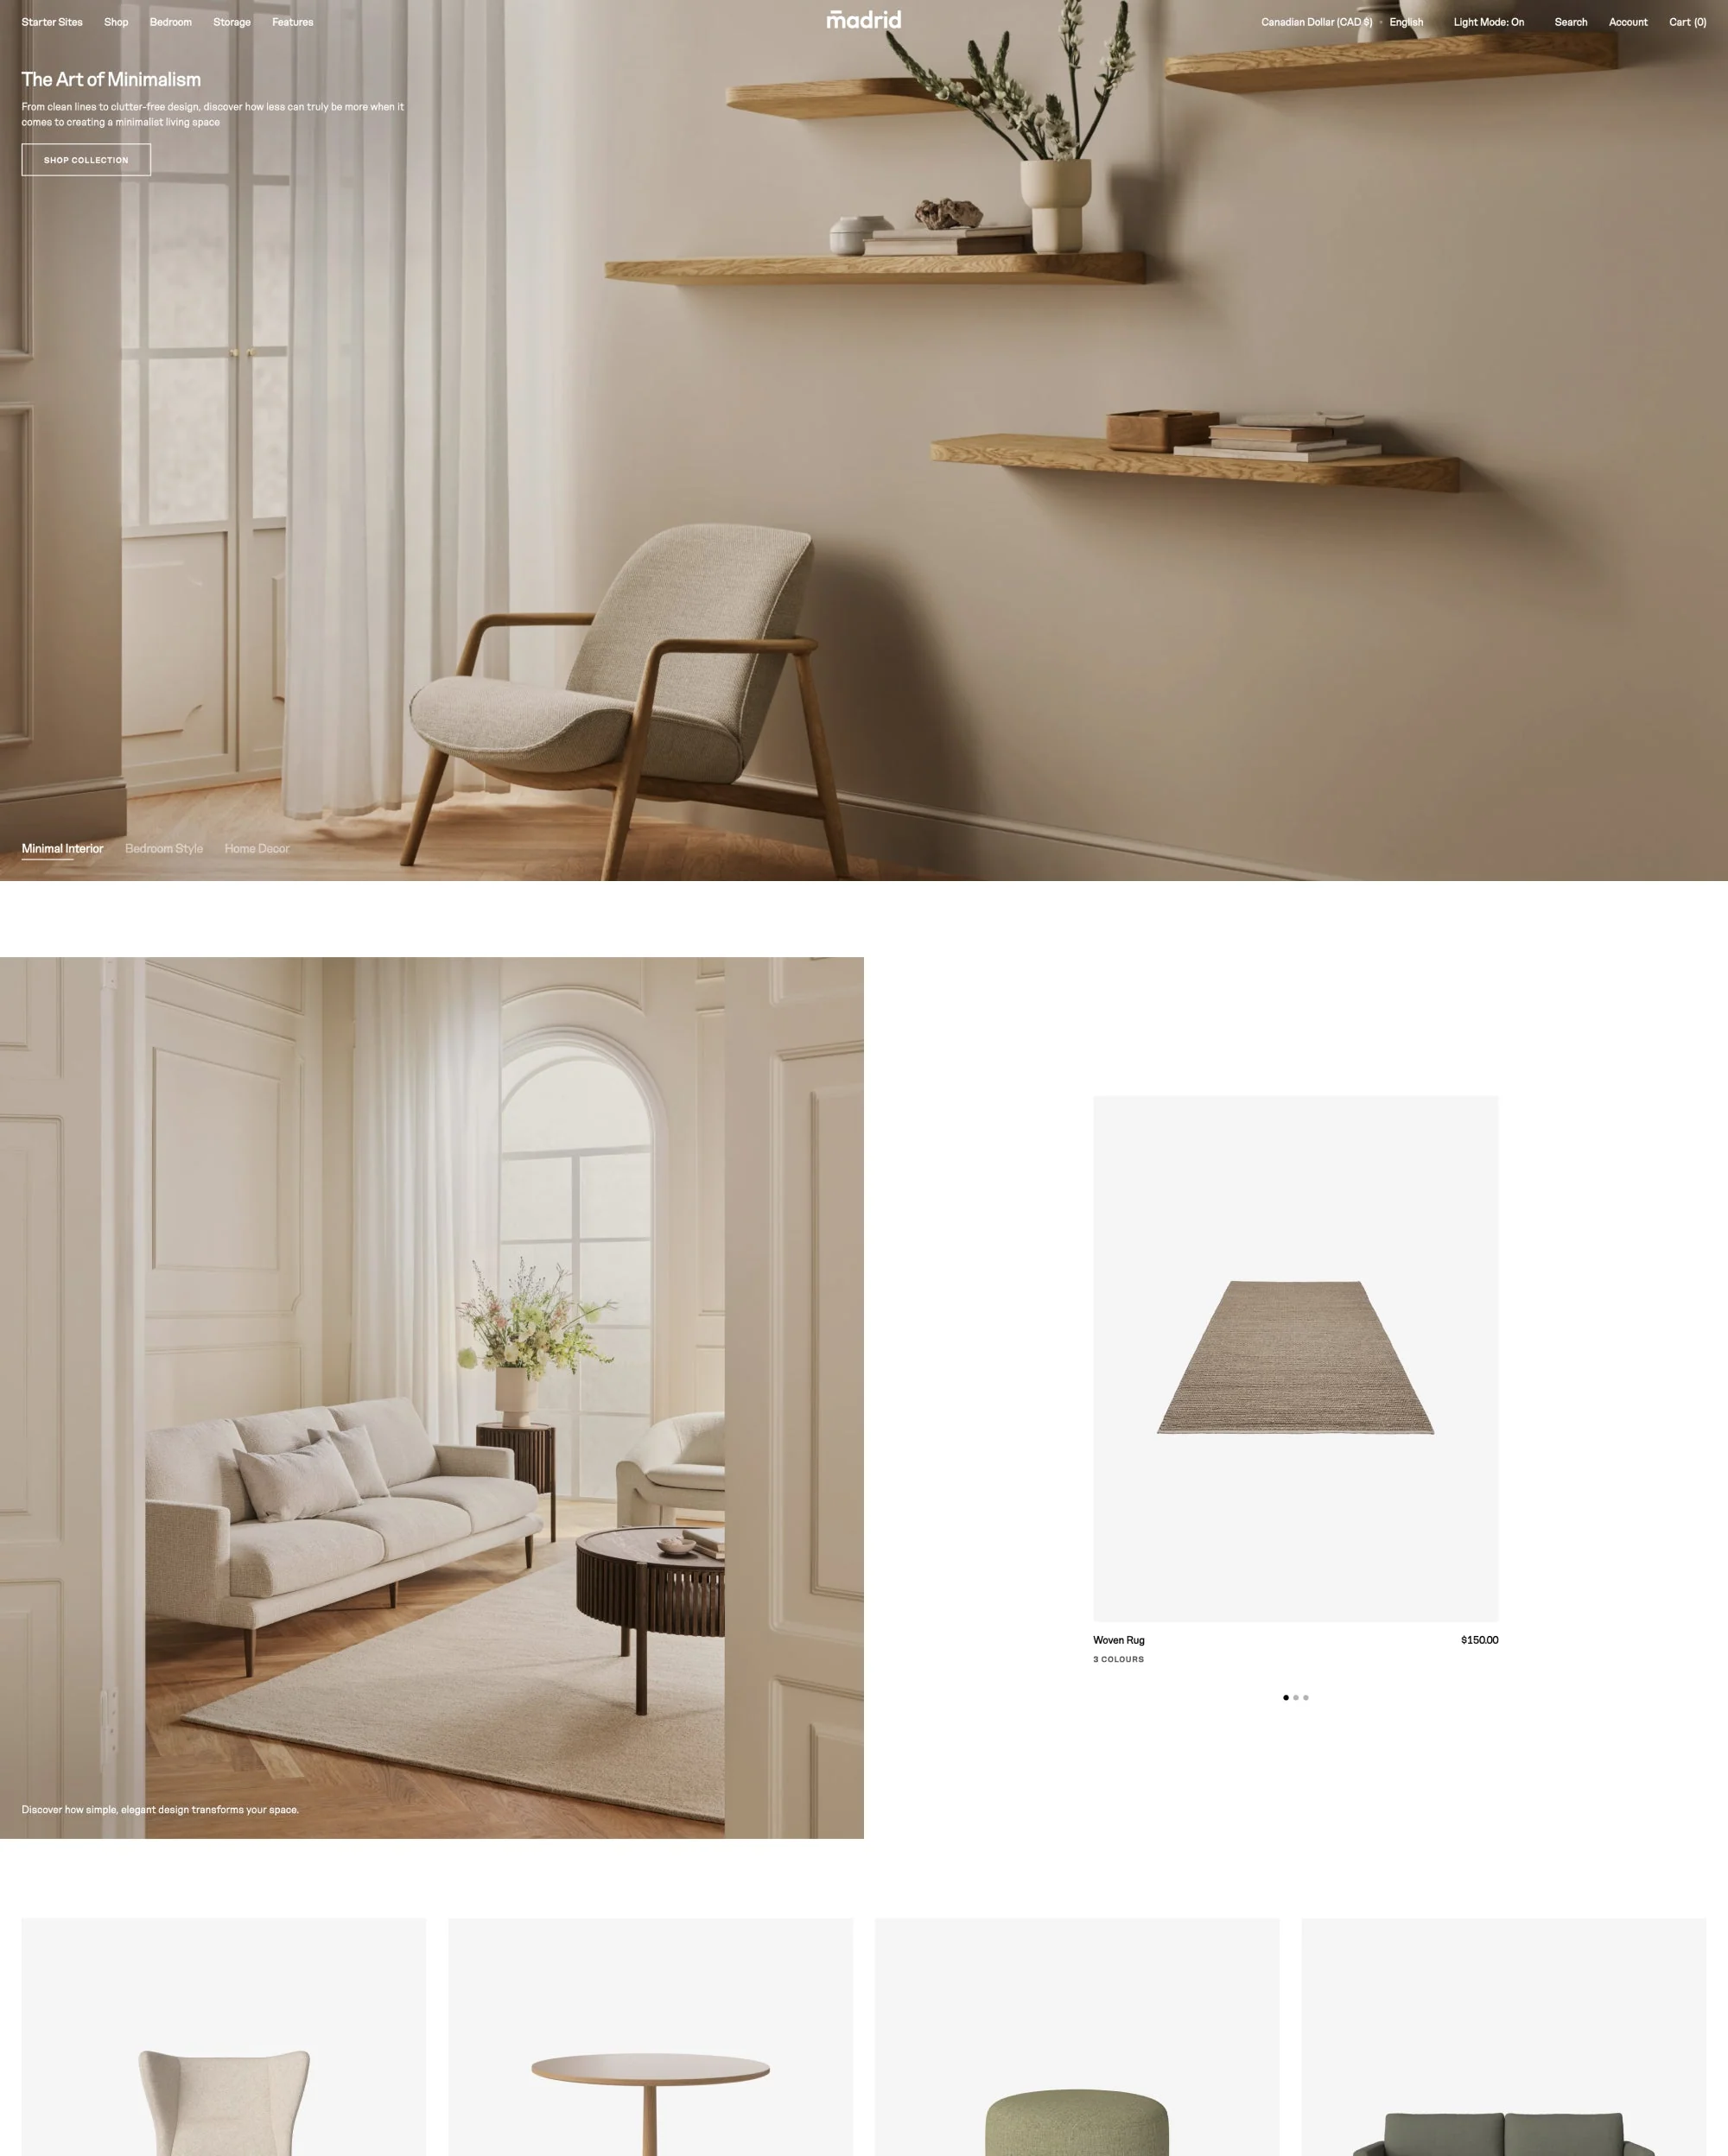 Starter Sites Shop Bedroom Storage Features
madrid
Canadian Dollar (CAD $) English Light Mode: On Search Account Cart (0)
The Art of Minimalism
From clean lines to clutter-free design, discover how less can truly be more when it
comes to creating a minimalist living space
SHOP COLLECTION
Minimal Interior Bedroom Style Home Decor
Woven Rug $150.00
3 COLOURS
Discover how simple, elegant design transforms your space.